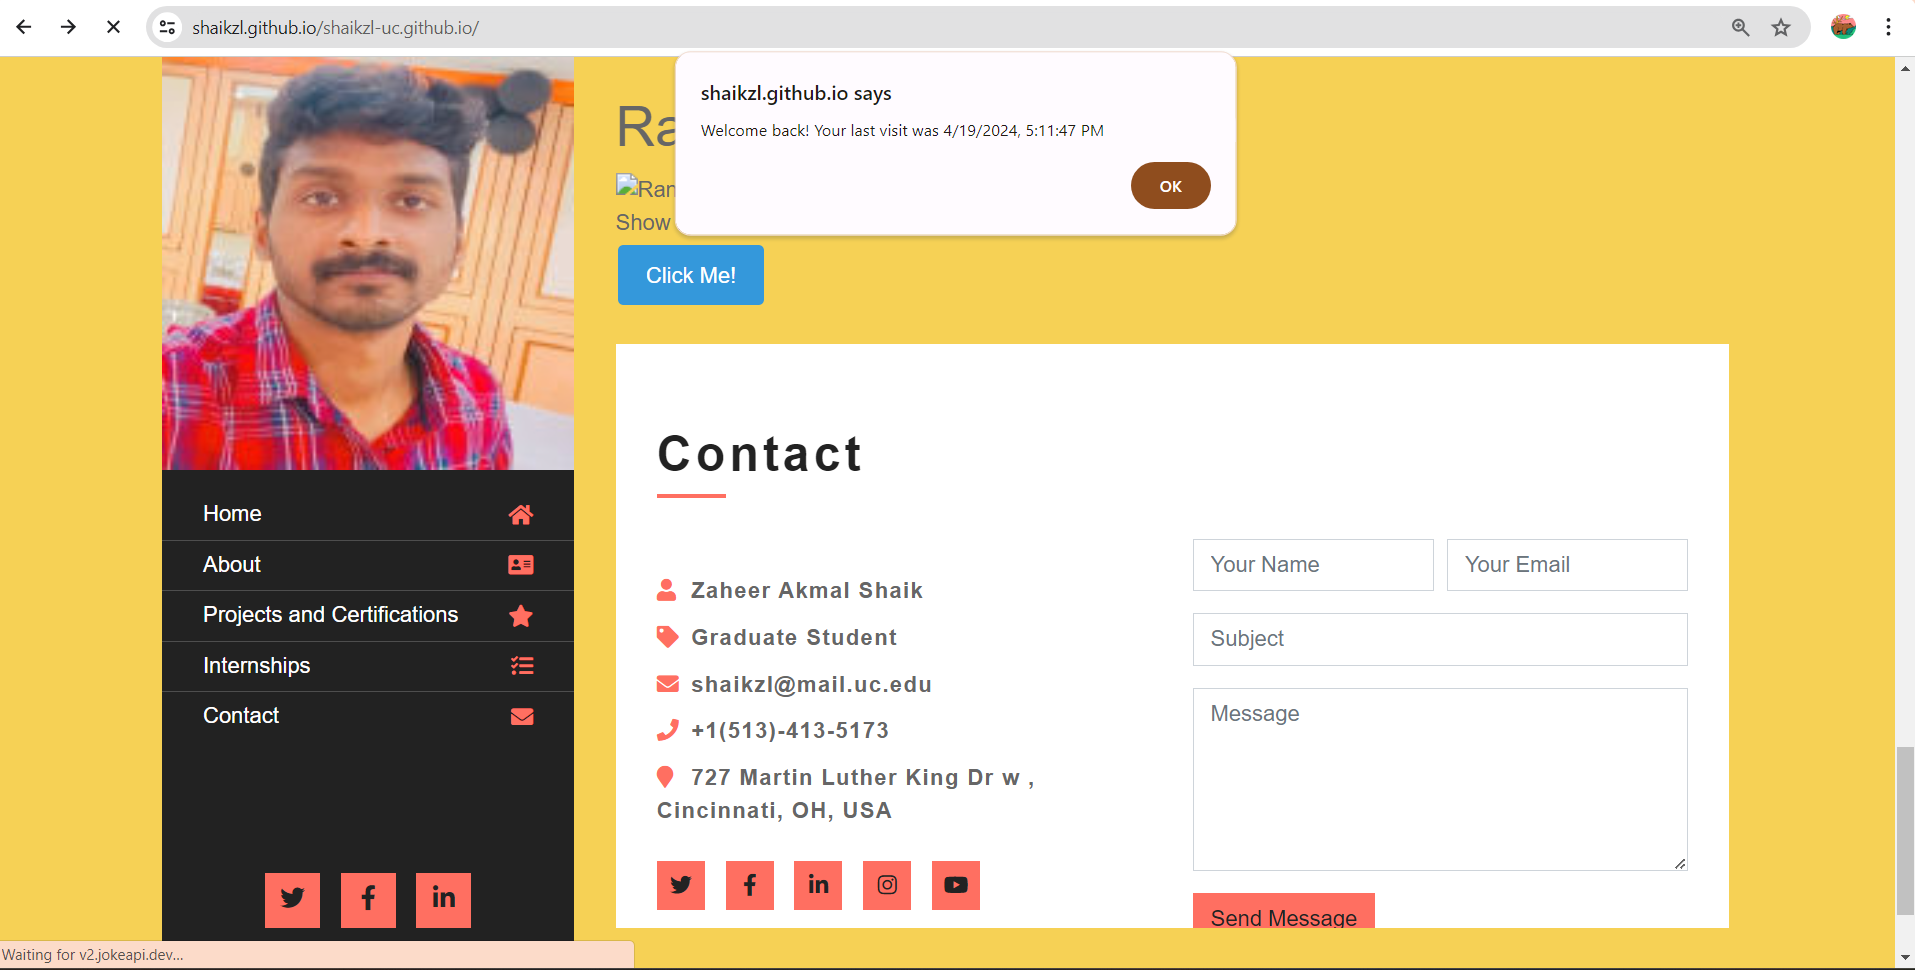 shaikzl.github.io/shaikzl-uc.github.io/
shaikzl.github.io says
Welcome back! Your last visit was 4/19/2024, 5:11:47 PM
OK
Ra
Ran
Show
Click Me!
Home
About
Projects and Certifications
Internships
Contact
Contact
Zaheer Akmal Shaik
Graduate Student
shaikzl@mail.uc.edu
+1(513)-413-5173
727 Martin Luther King Dr w ,
Cincinnati, OH, USA
Your Name
Your Email
Subject
Message
Send Message
Waiting for v2.jokeapi.dev...